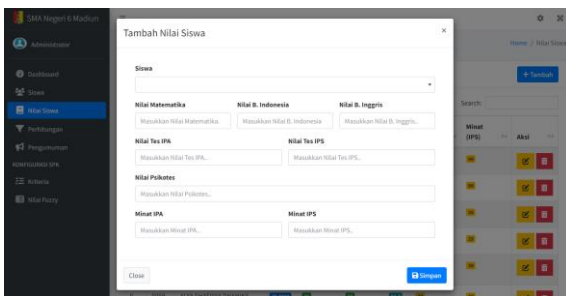 SMA Negeri 6 Madiun
Administrator
Dashboard
Siswa
Nilai Siswa
Perhitungan
Pengumuman
KONFIGURASI SPK
Kriteria
Nilai Fuzzy
Home / Nilai Siswa
+ Tambah
Search:
Minat (IPS)
Aksi
Tambah Nilai Siswa
×
Siswa
Nilai Matematika Nilai B. Indonesia Nilai B. Inggris
Masukkan Nilai Matematika.. Masukkan Nilai B. Indonesia Masukkan Nilai B. Inggris..
Nilai Tes IPA Nilai Tes IPS
Masukkan Nilai Tes IPA.. Masukkan Nilai Tes IPS..
Nilai Psikotes
Masukkan Nilai Psikotes..
Minat IPA Minat IPS
Masukkan Minat IPA.. Masukkan Minat IPS..
Close Simpan